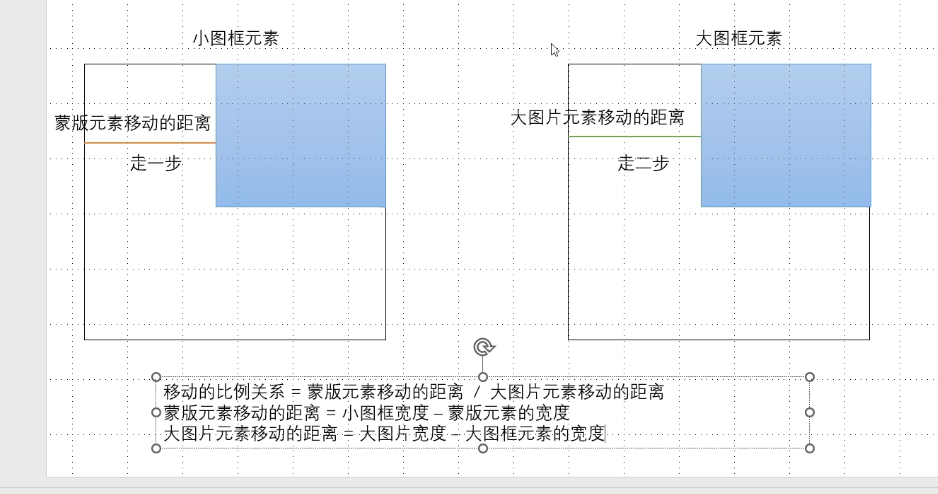 小图框元素
大图框元素
蒙版元素移动的距离
大图片元素移动的距离
走一步
走二步
移动的比例关系 = 蒙版元素移动的距离 / 大图片元素移动的距离
蒙版元素移动的距离 = 小图框宽度 – 蒙版元素的宽度
大图片元素移动的距离 = 大图片宽度 – 大图框元素的宽度